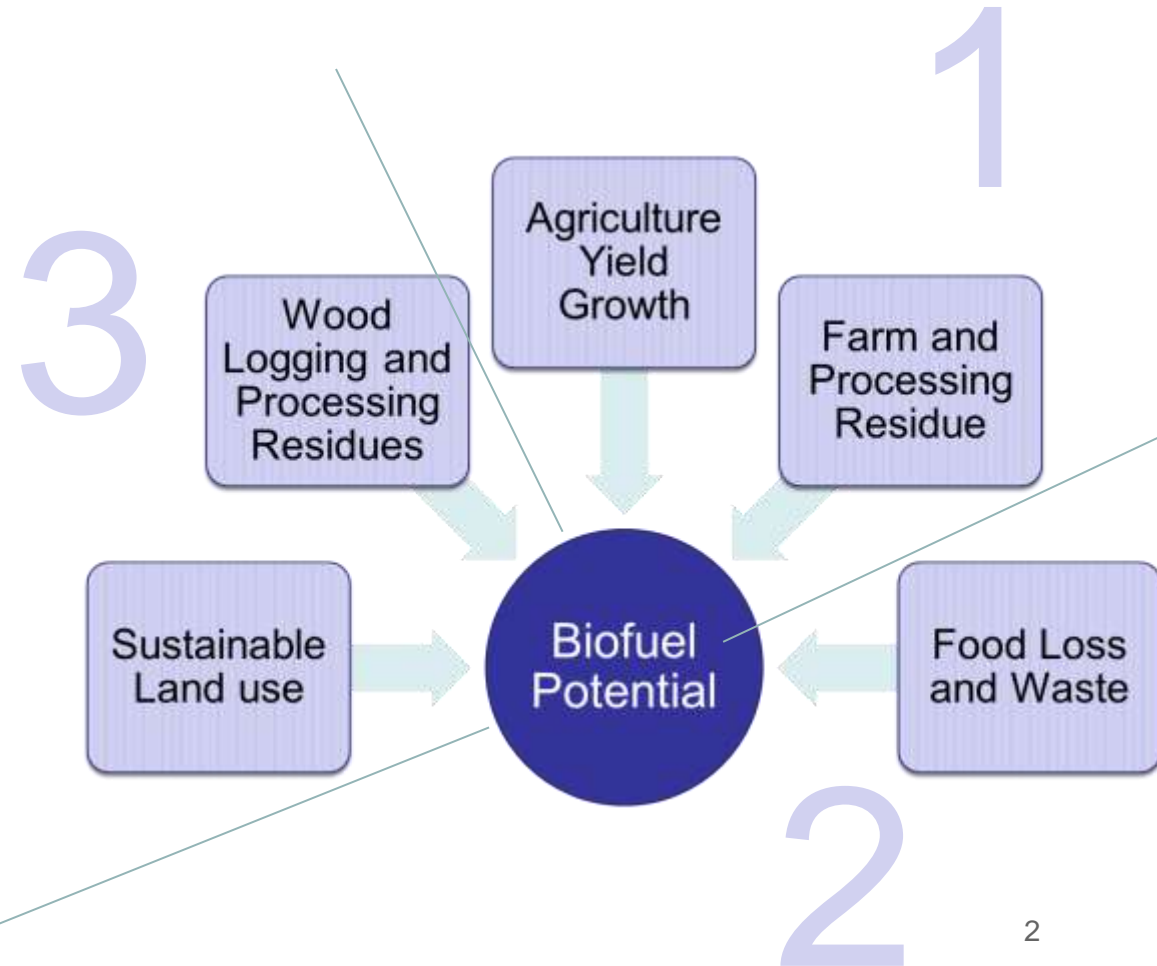 1
3
Agriculture
Yield
Growth
Wood
Logging and
Processing
Residues
Farm and
Processing
Residue
Sustainable
Land use
Biofuel
Potential
Food Loss
and Waste
2
2